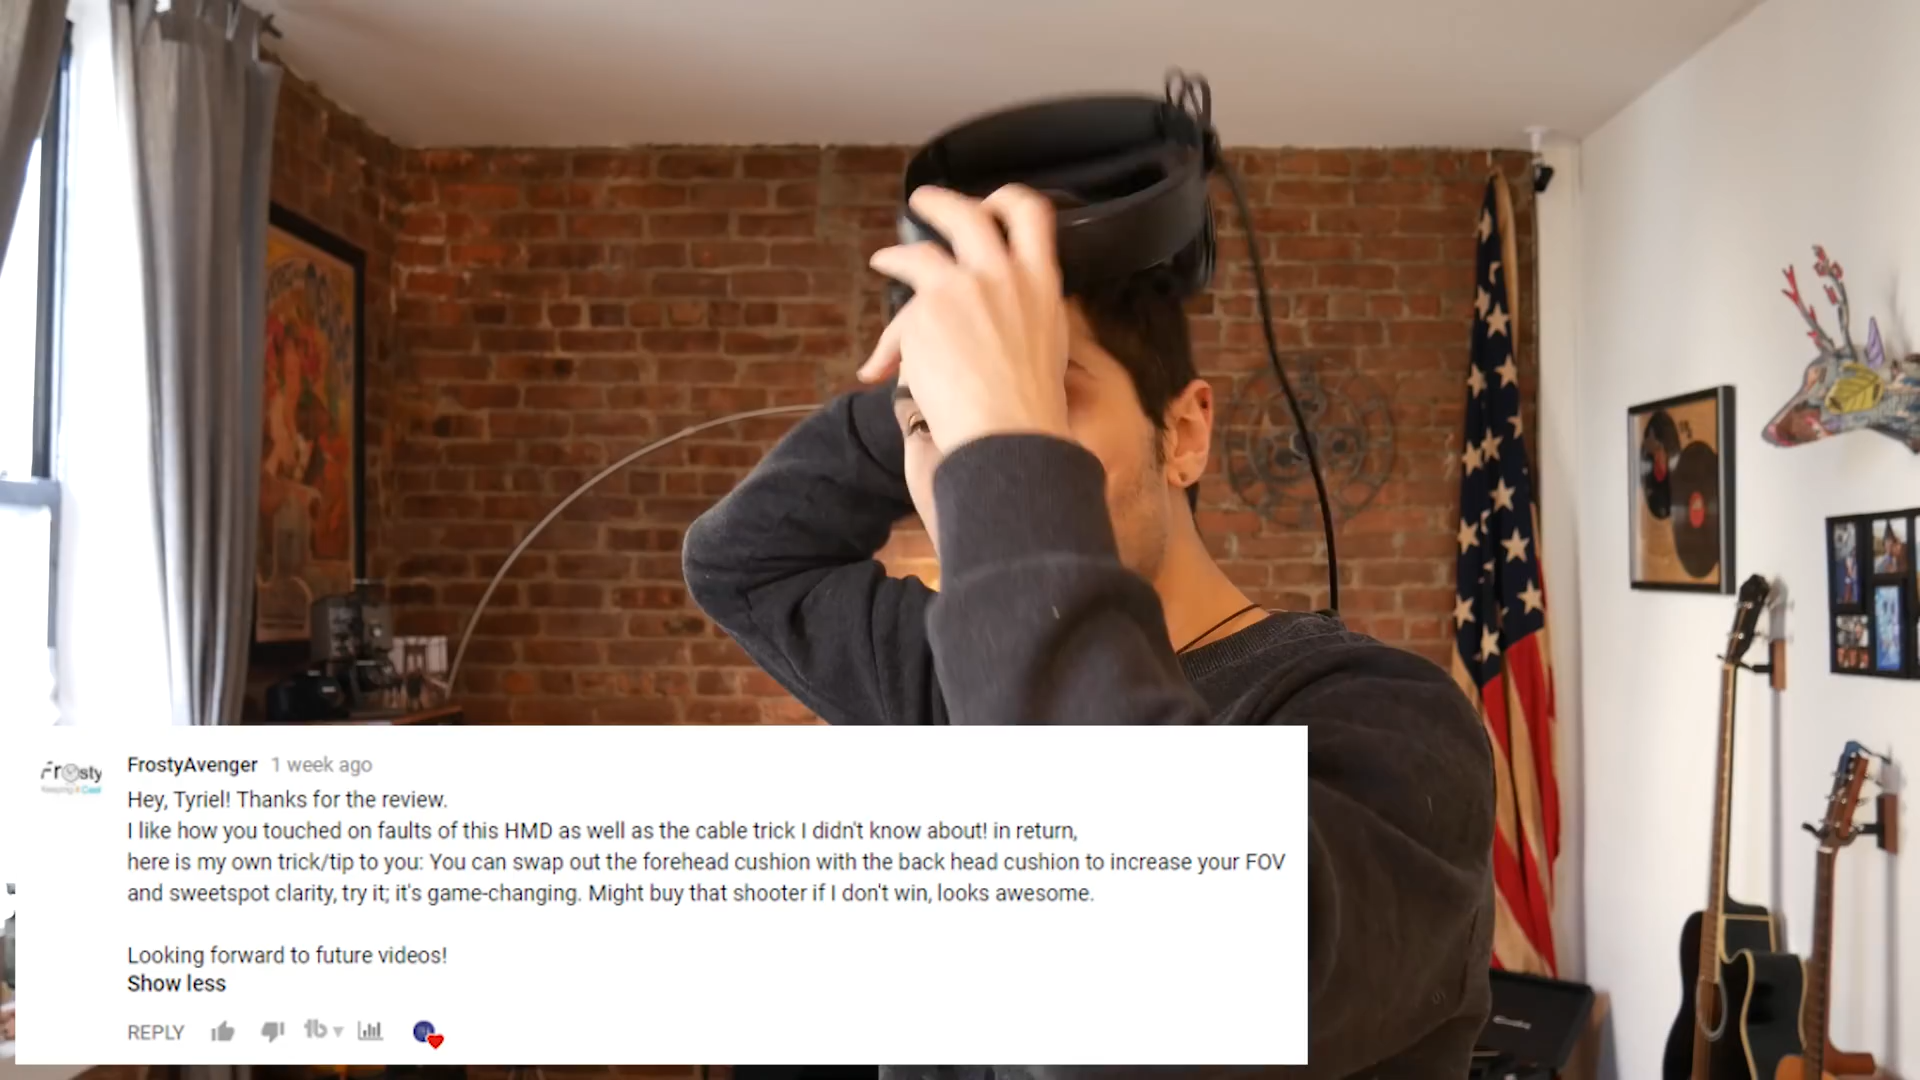 Frosty
Keeping it Cool
FrostyAvenger 1 week ago
Hey, Tyriel! Thanks for the review.
I like how you touched on faults of this HMD as well as the cable trick I didn't know about! in return,
here is my own trick/tip to you: You can swap out the forehead cushion with the back head cushion to increase your FOV
and sweetspot clarity, try it; it's game-changing. Might buy that shooter if I don't win, looks awesome.
Looking forward to future videos!
Show less
REPLY